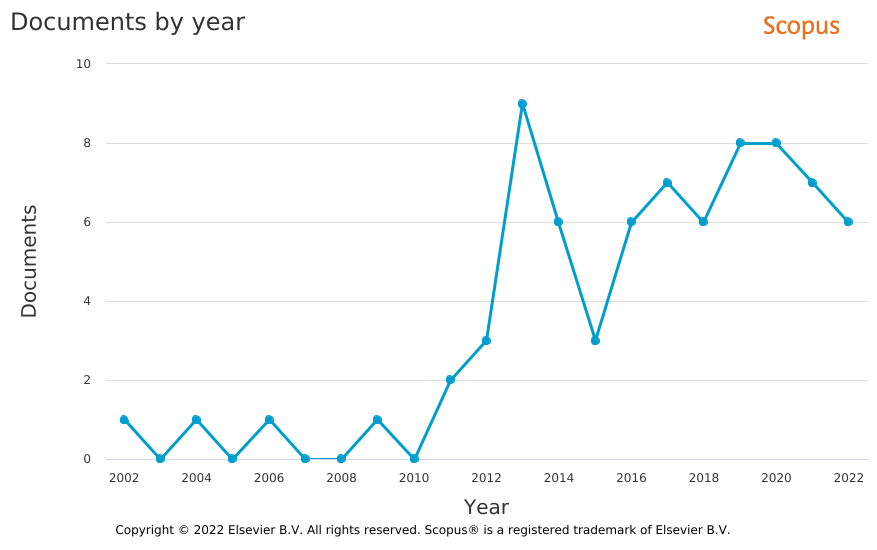 Documents by year
Scopus
10
8
6
4
2
0
Documents
2002 2004 2006 2008 2010 2012 2014 2016 2018 2020 2022
Year
Copyright © 2022 Elsevier B.V. All rights reserved. Scopus® is a registered trademark of Elsevier B.V.